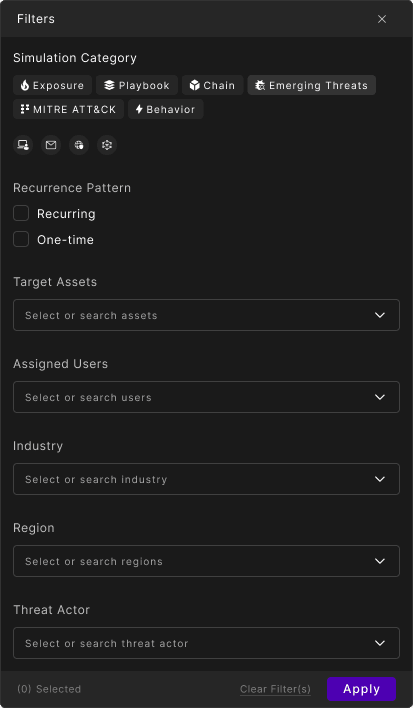 Filters
Simulation Category
Exposure Playbook Chain Emerging Threats
MITRE ATT&CK Behavior
Recurrence Pattern
Recurring
One-time
Target Assets
Select or search assets
Assigned Users
Select or search users
Industry
Select or search industry
Region
Select or search regions
Threat Actor
Select or search threat actor
(0) Selected Clear Filter(s) Apply